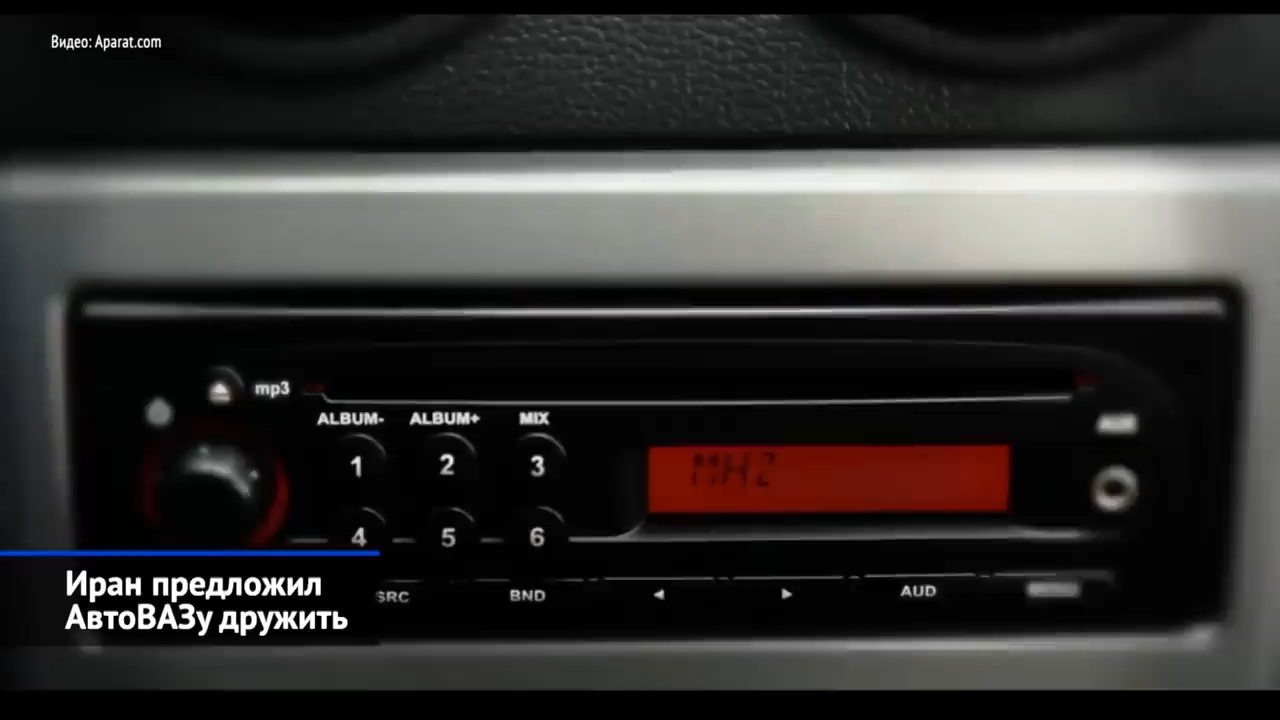 Видео: Aparat.com
mp3
ALBUM- ALBUM+ MIX
1 2 3
MHZ
4 5 6
SRC BND AUD
Иран предложил
АвтоВАЗу дружить